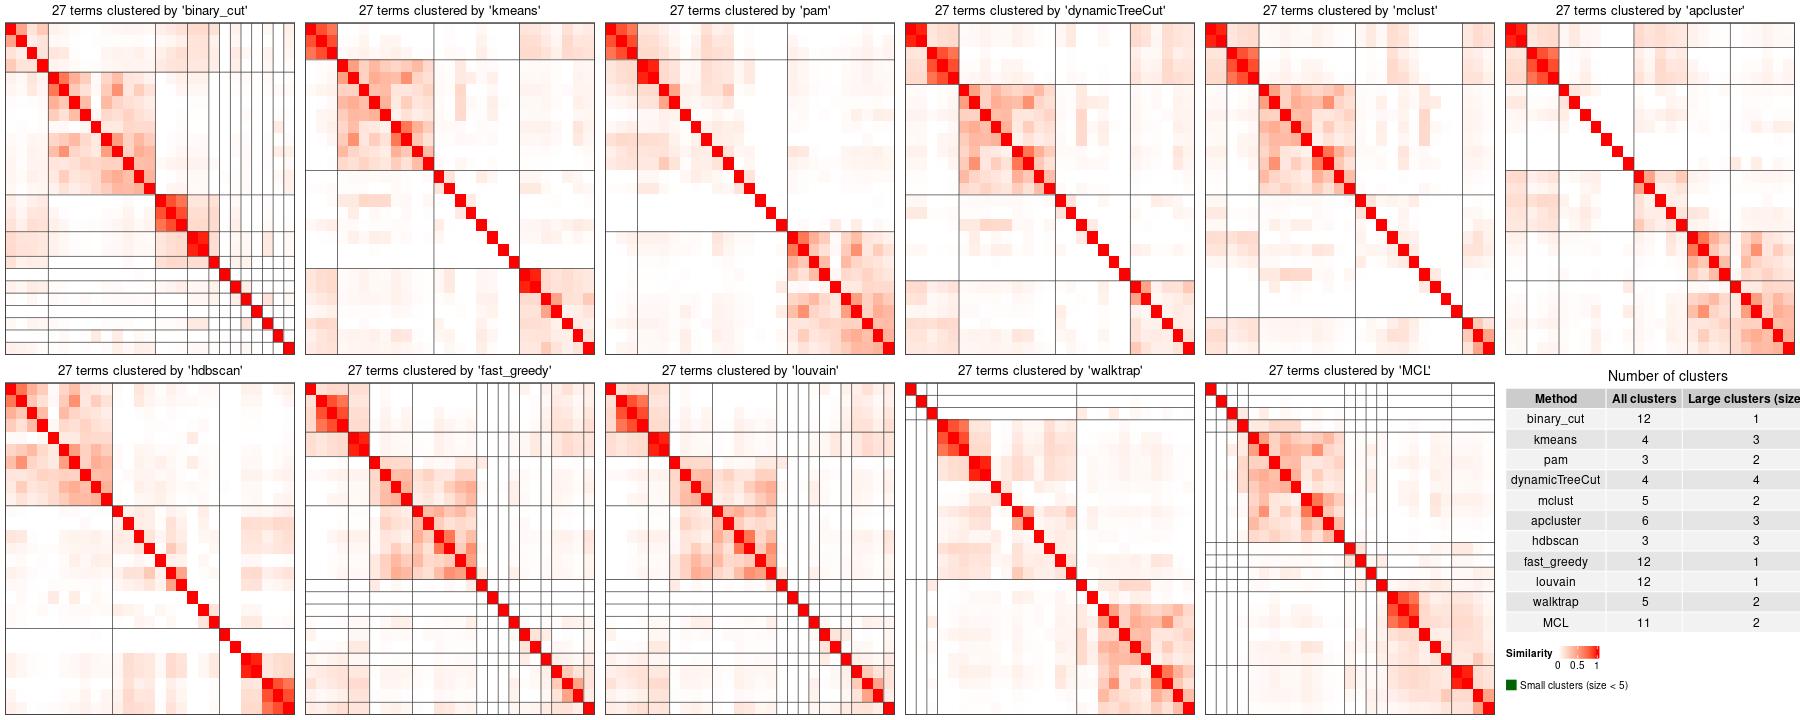 27 terms clustered by 'binary_cut'
27 terms clustered by 'kmeans'
27 terms clustered by 'pam'
27 terms clustered by 'dynamicTreeCut'
27 terms clustered by 'mclust'
27 terms clustered by 'apcluster'
27 terms clustered by 'hdbscan'
27 terms clustered by 'fast_greedy'
27 terms clustered by 'louvain'
27 terms clustered by 'walktrap'
27 terms clustered by 'MCL'
Number of clusters
Method All clusters Large clusters (size
binary_cut 12 1
kmeans 4 3
pam 3 2
dynamicTreeCut 4 4
mclust 5 2
apcluster 6 3
hdbscan 3 3
fast_greedy 12 1
louvain 12 1
walktrap 5 2
MCL 11 2
Similarity
0 0.5 1
Small clusters (size < 5)